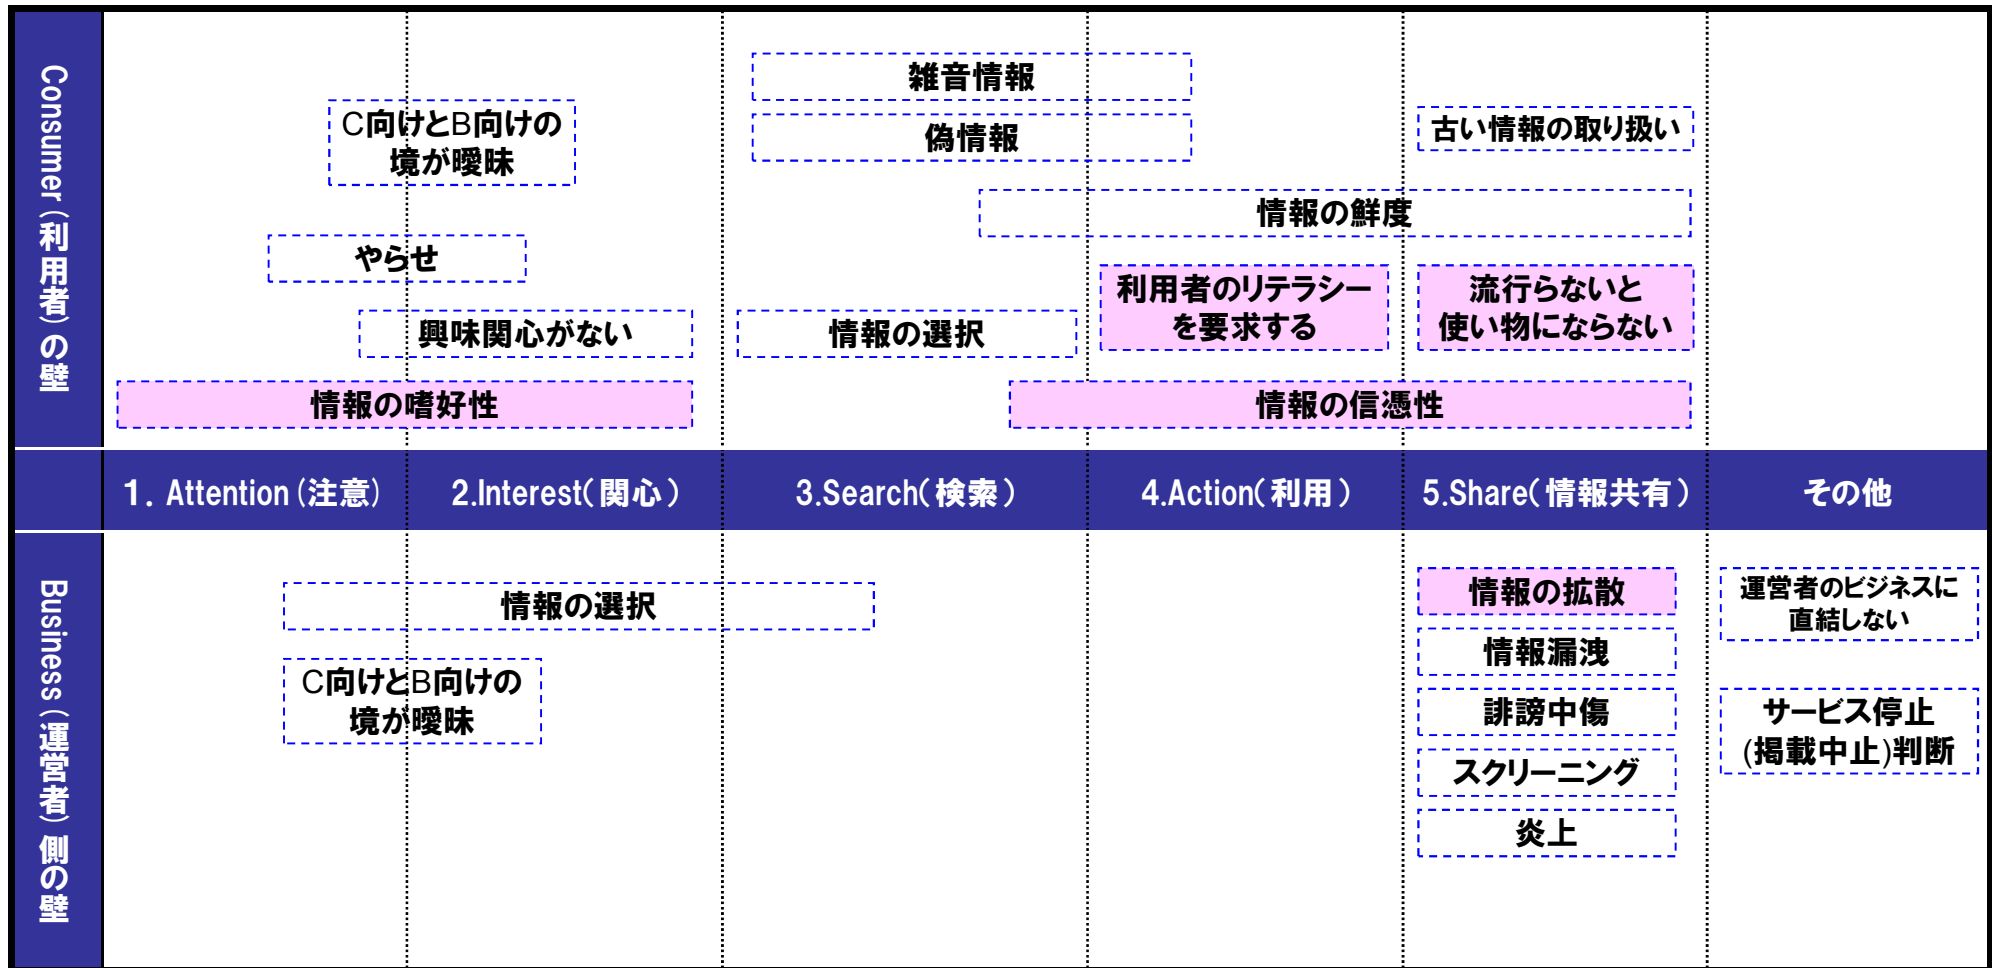 Consumer(利用者)の壁
雑音情報
C向けとB向けの
境が曖昧
偽情報
古い情報の取り扱い
情報の鮮度
やらせ
利用者のリテラシー
を要求する
流行らないと
使い物にならない
興味関心がない
情報の選択
情報の嗜好性
情報の信憑性
1. Attention(注意)
2.Interest(関心)
3.Search(検索)
4.Action(利用)
5.Share(情報共有)
その他
Business(運営者)側の壁
情報の選択
C向けとB向けの
境が曖昧
情報の拡散
情報漏洩
誹謗中傷
スクリーニング
炎上
運営者のビジネスに
直結しない
サービス停止
(掲載中止)判断